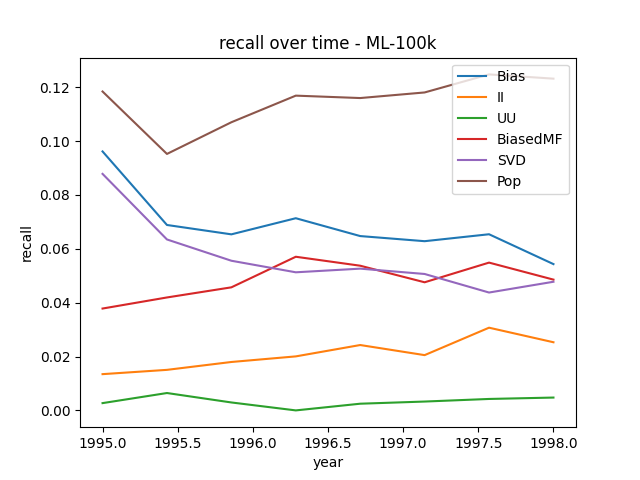 recall over time - ML-100k
Bias
II
UU
BiasedMF
SVD
Pop
recall
0.12
0.10
0.08
0.06
0.04
0.02
0.00
1995.0 1995.5 1996.0 1996.5 1997.0 1997.5 1998.0
year